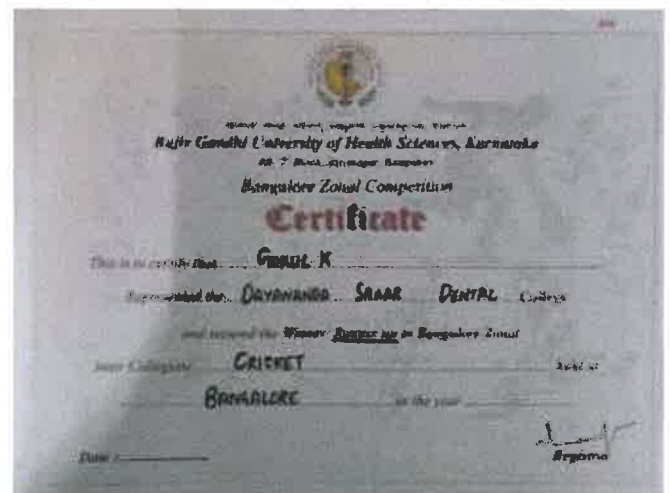 Rajiv Gandhi University of Health Sciences, Karnataka
Bangalore Zonal Competition
Certificate
This is to certify that K
Represented the DAYANANDA SAGAR DENTAL College
and secured the Winner / Runner up in Bangalore Zonal
Inter Collegiate CRICKET held at
BANGALORE in the year
Date :
Registrar